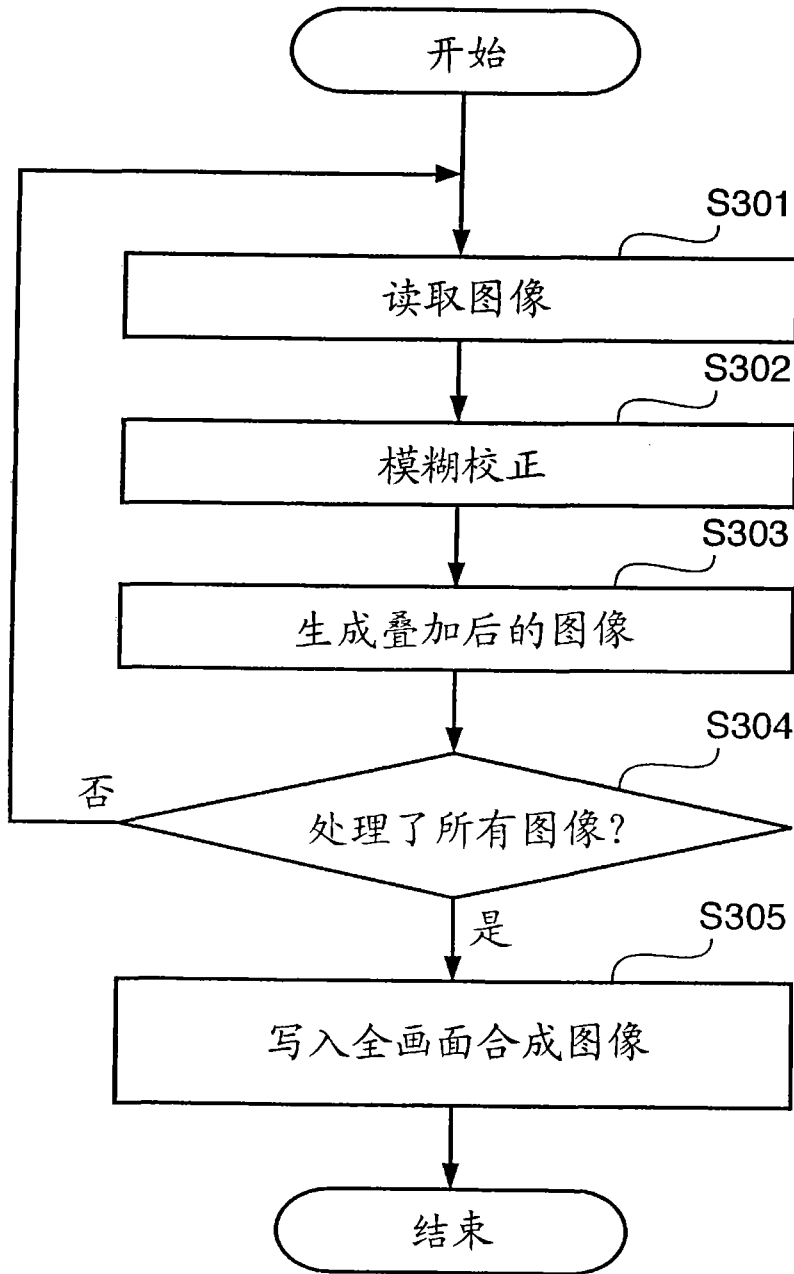 开始
S301
读取图像
S302
模糊校正
S303
生成叠加后的图像
S304
否
处理了所有图像?
是
S305
写入全画面合成图像
结束